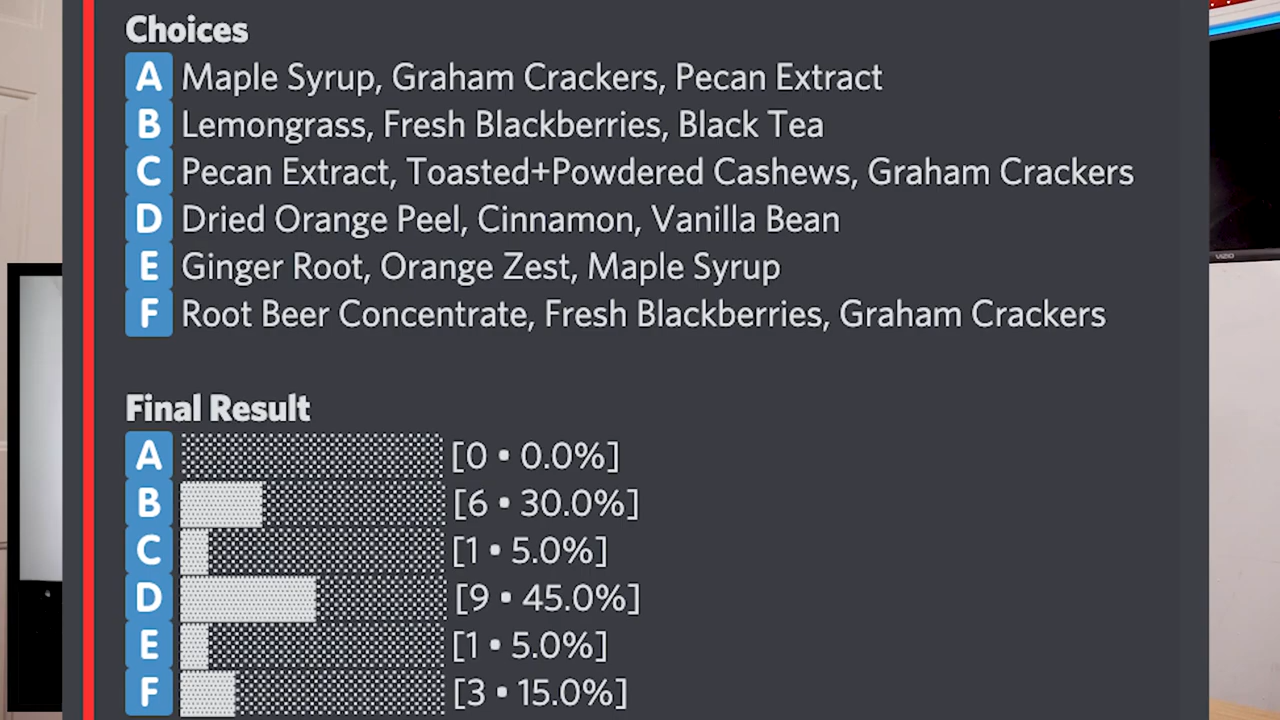 Choices
A Maple Syrup, Graham Crackers, Pecan Extract
B Lemongrass, Fresh Blackberries, Black Tea
C Pecan Extract, Toasted+Powdered Cashews, Graham Crackers
D Dried Orange Peel, Cinnamon, Vanilla Bean
E Ginger Root, Orange Zest, Maple Syrup
F Root Beer Concentrate, Fresh Blackberries, Graham Crackers
VIZIO
Final Result
A [0 • 0.0%]
B [6 • 30.0%]
C [1 • 5.0%]
D [9 • 45.0%]
E [1 • 5.0%]
F [3 • 15.0%]